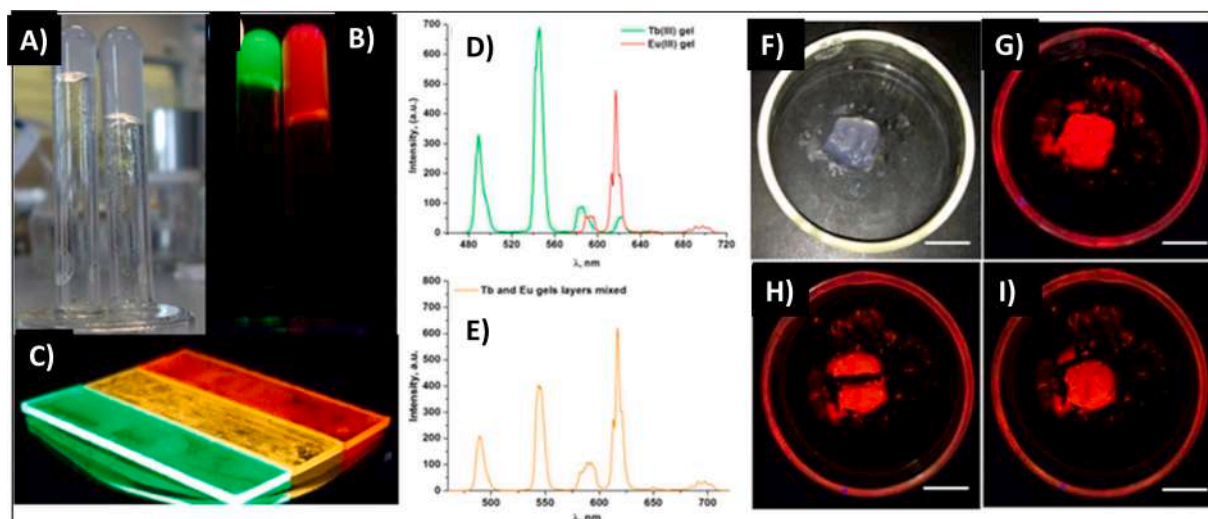 A)
B)
C)
D)
700
600
500
400
300
200
100
0
Intensity, (a.u.)
480 520 560 600 640 680 720
λ, nm
Tb(III) gel
Eu(III) gel
E)
800
700
600
500
400
300
200
100
0
Intensity, a.u.
500 550 600 650 700
λ, nm
Tb and Eu gels layers mixed
F)
G)
H)
I)